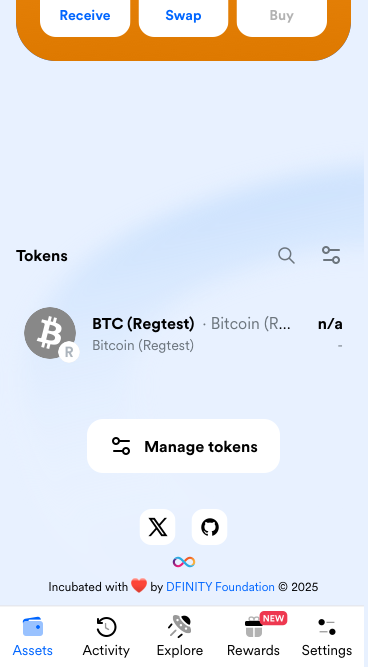 Receive Swap Buy
Tokens
BTC (Regtest) · Bitcoin (R... n/a
Bitcoin (Regtest) -
R
Manage tokens
Incubated with ❤️ by DFINITY Foundation © 2025
NEW
Assets Activity Explore Rewards Settings